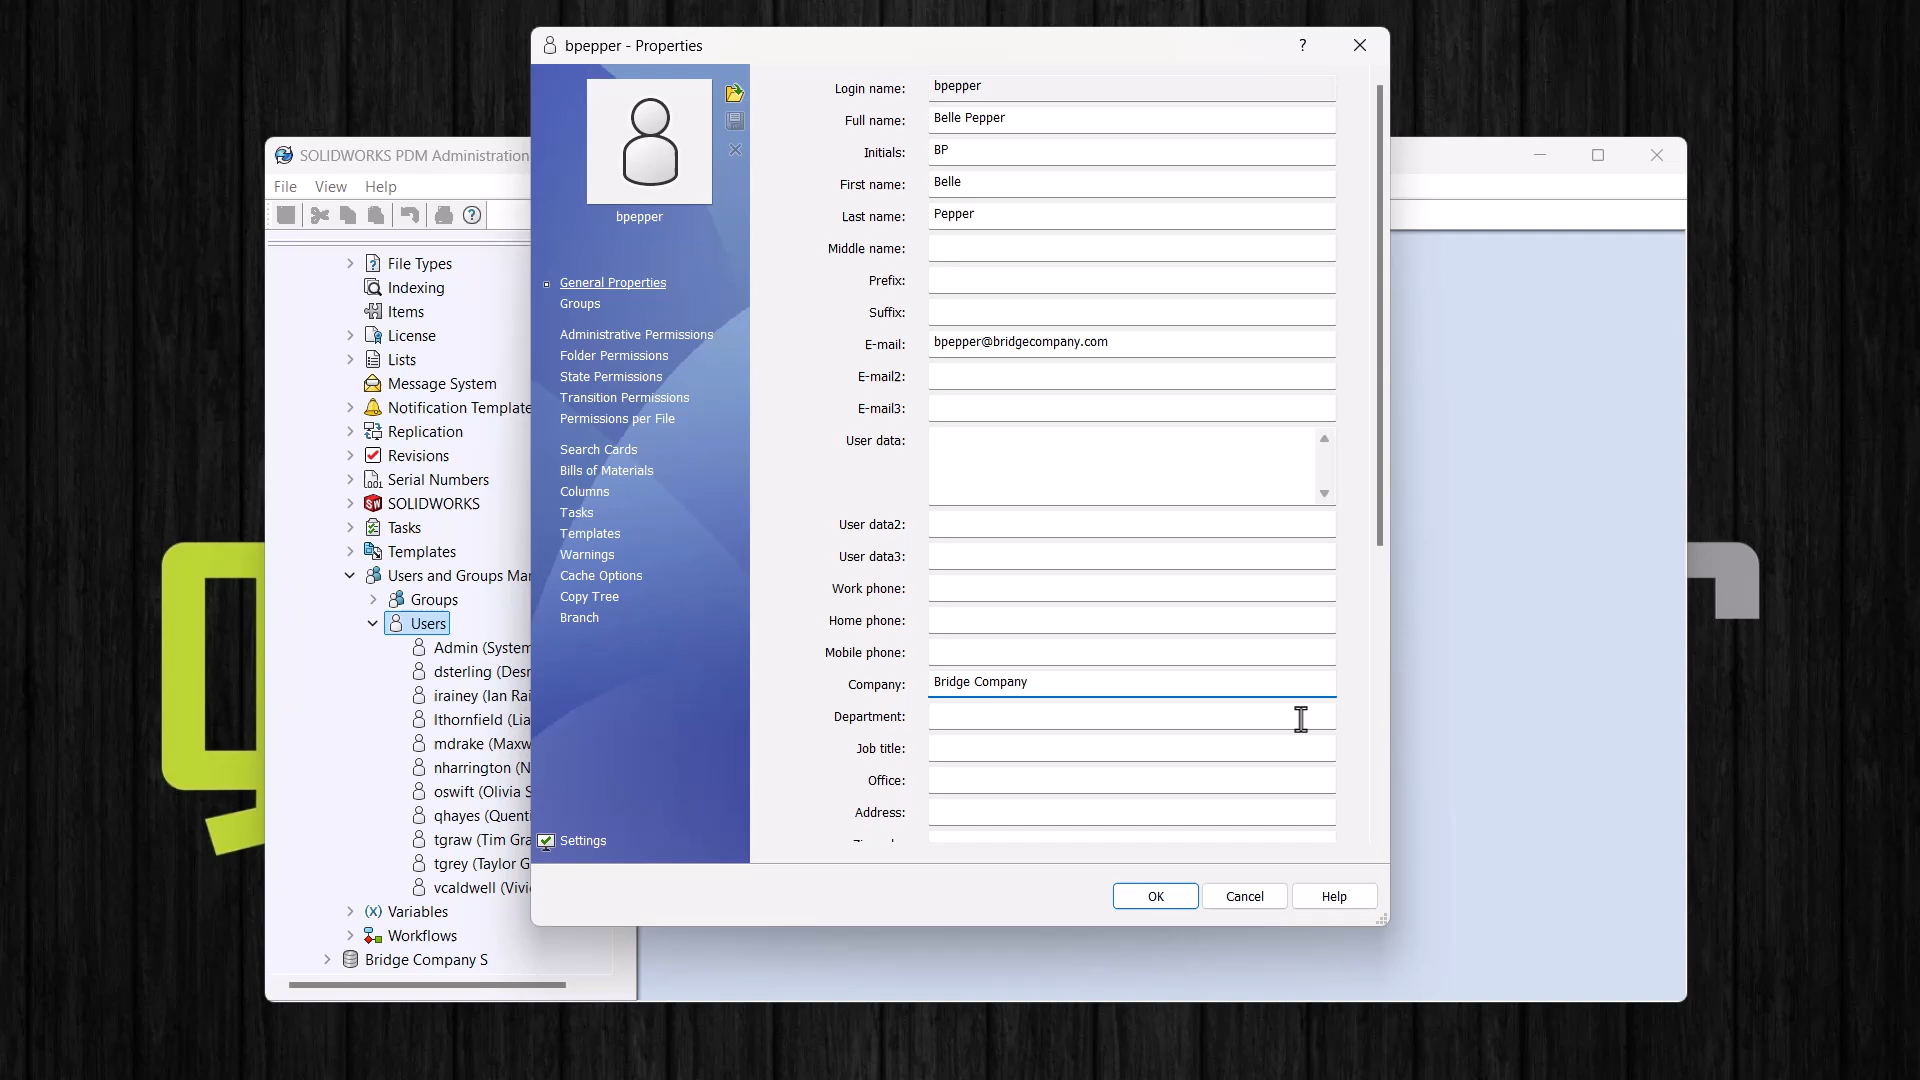 bpepper - Properties
?
Login name: bpepper
Full name: Belle Pepper
Initials: BP
First name: Belle
Last name: Pepper
Middle name:
Prefix:
Suffix:
E-mail: bpepper@bridgecompany.com
E-mail2:
E-mail3:
User data:
User data2:
User data3:
Work phone:
Home phone:
Mobile phone:
Company: Bridge Company
Department:
Job title:
Office:
Address:
bpepper
General Properties
Groups
Administrative Permissions
Folder Permissions
State Permissions
Transition Permissions
Permissions per File
Search Cards
Bills of Materials
Columns
Tasks
Templates
Warnings
Cache Options
Copy Tree
Branch
Settings
OK Cancel Help
SOLIDWORKS PDM Administration
File View Help
File Types
Indexing
Items
License
Lists
Message System
Notification Template
Replication
Revisions
Serial Numbers
SOLIDWORKS
Tasks
Templates
Users and Groups Mar
Groups
Users
Admin (System
dsterling (Desr
irainey (Ian Rai
lthornfield (Lia
mdrake (Maxw
nharrington (N
oswift (Olivia S
qhayes (Quenti
tgraw (Tim Gra
tgrey (Taylor G
vcaldwell (Vivi
Variables
Workflows
Bridge Company S